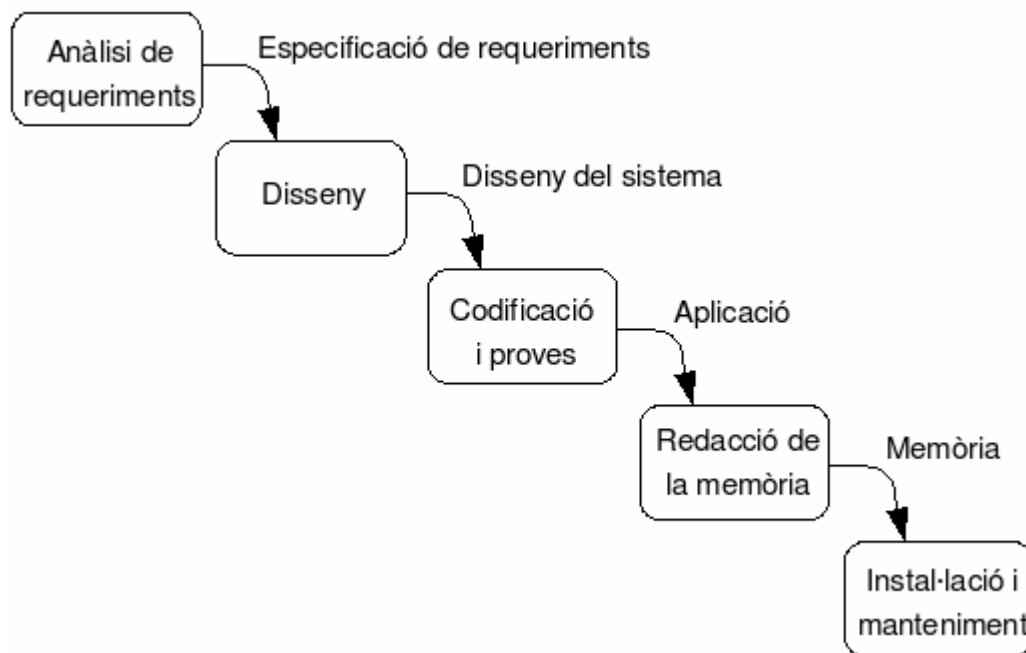 Anàlisi de
requeriments
Especificació de requeriments
Disseny
Disseny del sistema
Codificació
i proves
Aplicació
Redacció de
la memòria
Memòria
Instal·lació i
manteniment